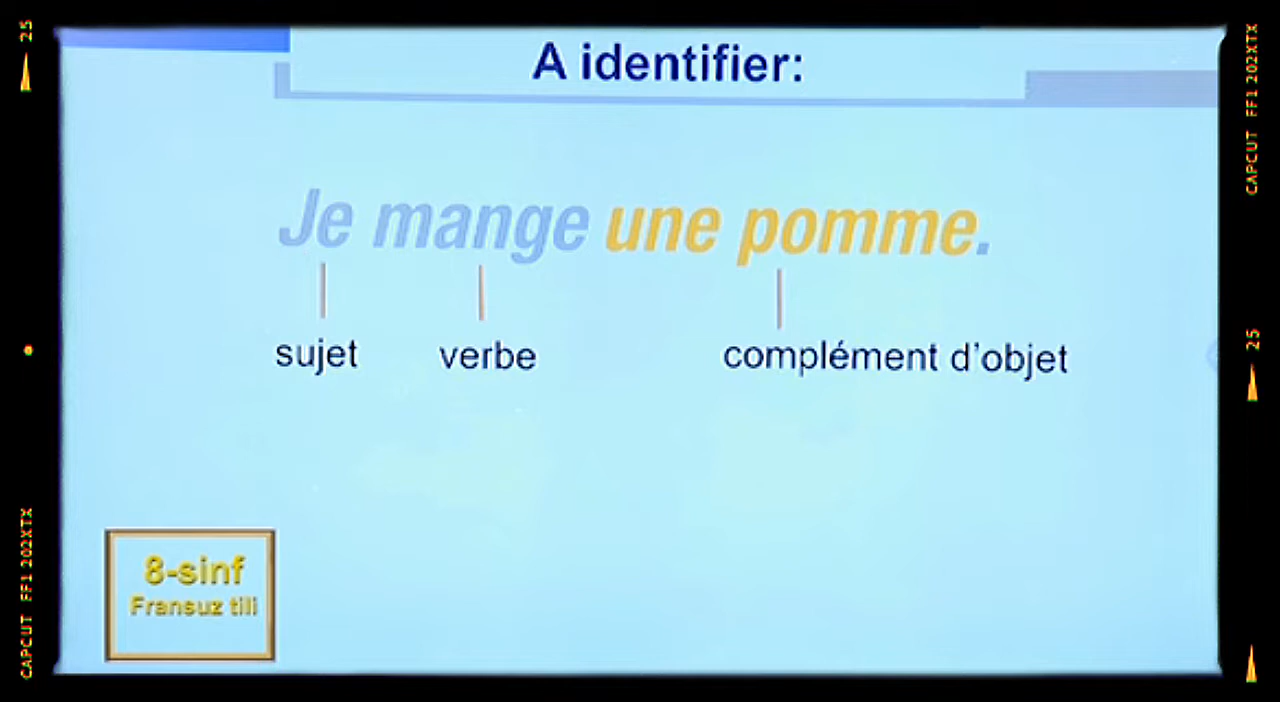 A identifier:
Je mange une pomme.
sujet verbe complément d'objet
8-sinf
Fransuz tili
25
CAPCUT FF1 202XTX
CAPCUT FF1 202XTX
25